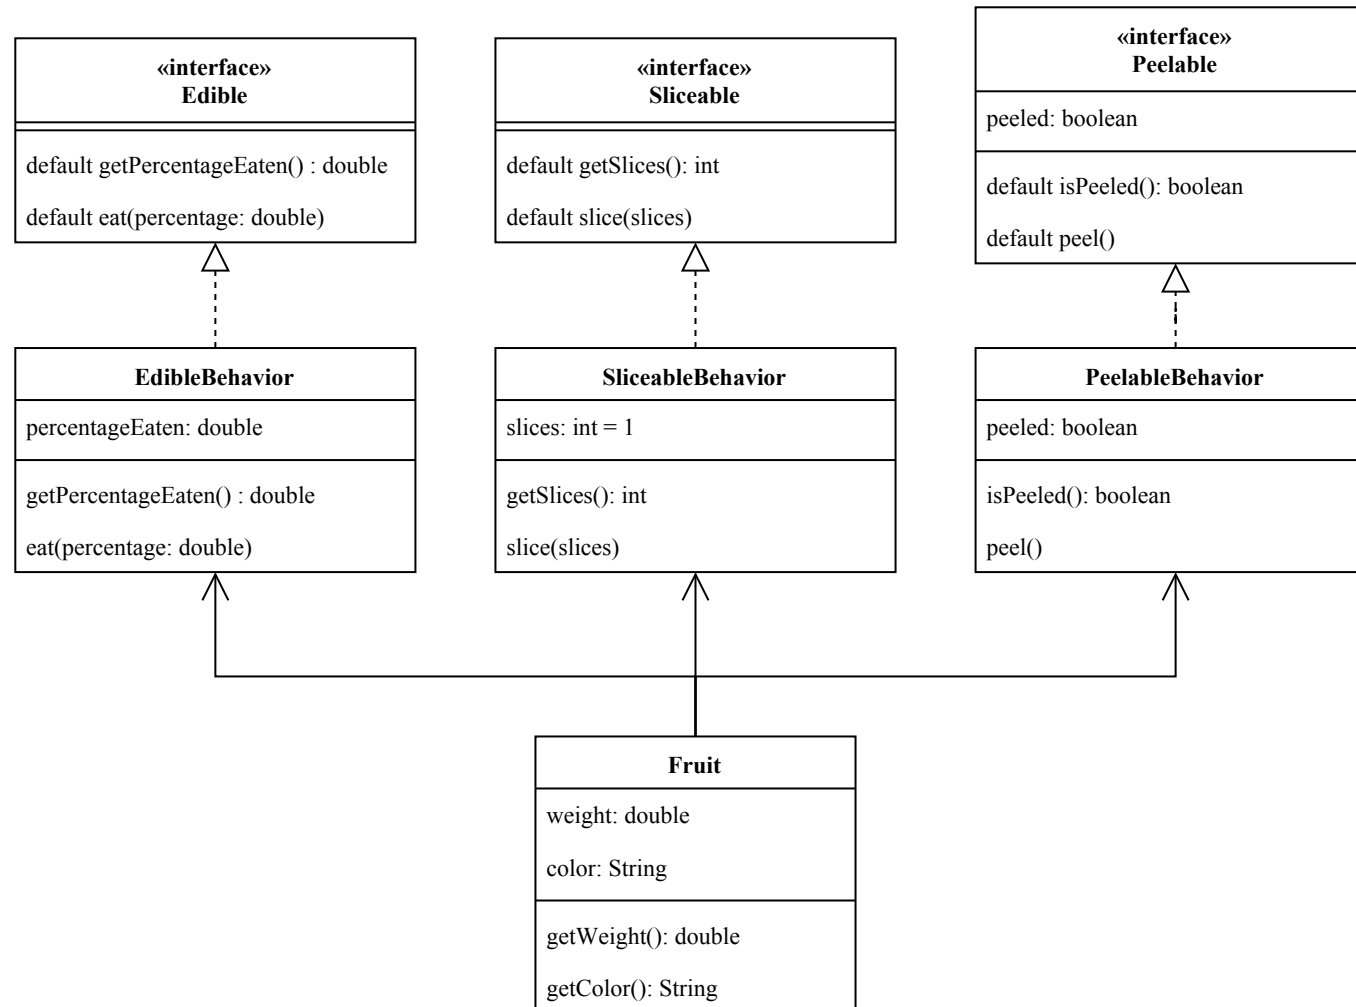 «interface»
Edible
default getPercentageEaten() : double
default eat(percentage: double)
«interface»
Sliceable
default getSlices(): int
default slice(slices)
«interface»
Peelable
peeled: boolean
default isPeeled(): boolean
default peel()
EdibleBehavior
percentageEaten: double
getPercentageEaten() : double
eat(percentage: double)
SliceableBehavior
slices: int = 1
getSlices(): int
slice(slices)
PeelableBehavior
peeled: boolean
isPeeled(): boolean
peel()
Fruit
weight: double
color: String
getWeight(): double
getColor(): String